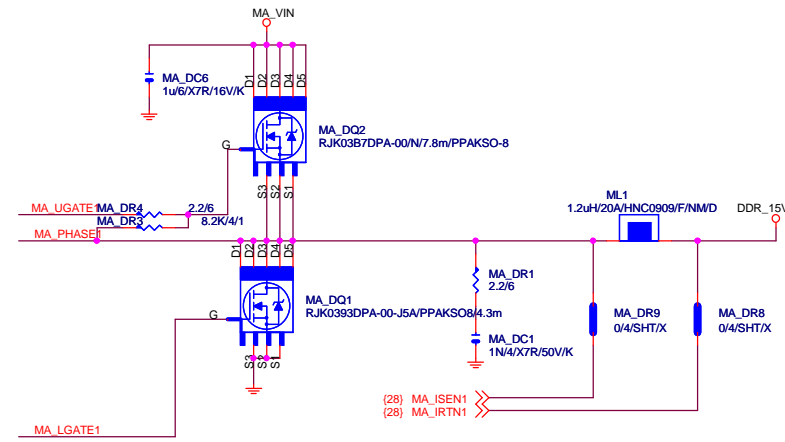 MA_VIN
D1
D2
D3
D4
D5
MA_DC6
1u/6/X7R/16V/K
MA_DQ2
RJK03B7DPA-00/N/7.8m/PPAKSO-8
G
S3
S2
S1
MA_UGATE1
MA_DR4
2.2/6
MA_DR3
8.2K/4/1
MA_PHASE1
ML1
1.2uH/20A/HNC0909/F/NM/D
DDR_15V
D1
D2
D3
D4
D5
MA_DR1
2.2/6
MA_DQ1
RJK0393DPA-00-J5A/PPAKSO8/4.3m
G
MA_DR9
0/4/SHT/X
MA_DR8
0/4/SHT/X
MA_DC1
1N/4/X7R/50V/K
S3
S2
S1
{28} MA_ISEN1
{28} MA_IRTN1
MA_LGATE1